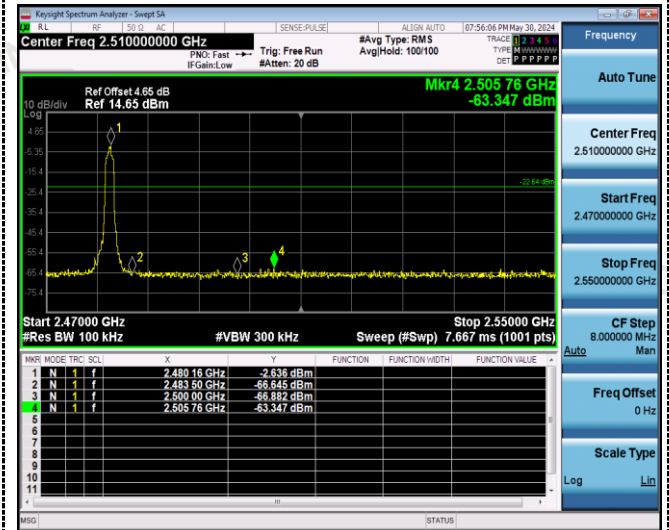 Keysight Spectrum Analyzer - Swept SA
RL RF 50 Ω AC SENSE:PULSE ALIGN AUTO 07:56:06 PM May 30, 2024
Center Freq 2.510000000 GHz
PNO: Fast
IFGain:Low
Trig: Free Run
#Atten: 20 dB
#Avg Type: RMS
Avg|Hold: 100/100
TRACE 1 2 3 4 5 6
TYPE M W W W W W
DET P P P P P P
Ref Offset 4.65 dB
Ref 14.65 dBm
10 dB/div
Log
Mkr4 2.505 76 GHz
-63.347 dBm
4.65
-5.35
-15.4
-25.4
-35.4
-45.4
-55.4
-65.4
-75.4
1
2
3
4
-22.64 dBm
Start 2.47000 GHz Stop 2.55000 GHz
#Res BW 100 kHz #VBW 300 kHz Sweep (#Swp) 7.667 ms (1001 pts)
MKR MODE TRC SCL X Y FUNCTION FUNCTION WIDTH FUNCTION VALUE
1 N 1 f 2.480 16 GHz -2.636 dBm
2 N 1 f 2.483 50 GHz -66.645 dBm
3 N 1 f 2.500 00 GHz -66.882 dBm
4 N 1 f 2.505 76 GHz -63.347 dBm
5
6
7
8
9
10
11
MSG STATUS
Frequency
Auto Tune
Center Freq
2.510000000 GHz
Start Freq
2.470000000 GHz
Stop Freq
2.550000000 GHz
CF Step
8.000000 MHz
Auto Man
Freq Offset
0 Hz
Scale Type
Log Lin